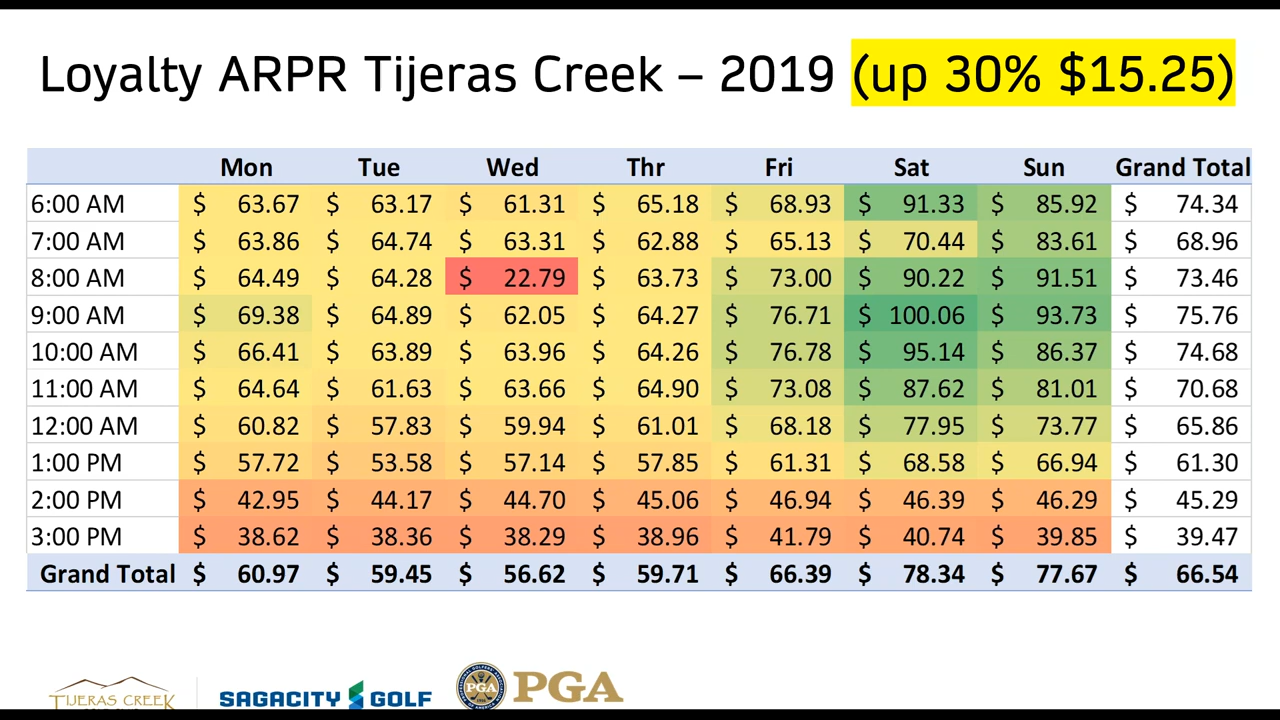 Loyalty ARPR Tijeras Creek – 2019 (up 30% $15.25)
Mon Tue Wed Thr Fri Sat Sun Grand Total
6:00 AM $ 63.67 $ 63.17 $ 61.31 $ 65.18 $ 68.93 $ 91.33 $ 85.92 $ 74.34
7:00 AM $ 63.86 $ 64.74 $ 63.31 $ 62.88 $ 65.13 $ 70.44 $ 83.61 $ 68.96
8:00 AM $ 64.49 $ 64.28 $ 22.79 $ 63.73 $ 73.00 $ 90.22 $ 91.51 $ 73.46
9:00 AM $ 69.38 $ 64.89 $ 62.05 $ 64.27 $ 76.71 $ 100.06 $ 93.73 $ 75.76
10:00 AM $ 66.41 $ 63.89 $ 63.96 $ 64.26 $ 76.78 $ 95.14 $ 86.37 $ 74.68
11:00 AM $ 64.64 $ 61.63 $ 63.66 $ 64.90 $ 73.08 $ 87.62 $ 81.01 $ 70.68
12:00 AM $ 60.82 $ 57.83 $ 59.94 $ 61.01 $ 68.18 $ 77.95 $ 73.77 $ 65.86
1:00 PM $ 57.72 $ 53.58 $ 57.14 $ 57.85 $ 61.31 $ 68.58 $ 66.94 $ 61.30
2:00 PM $ 42.95 $ 44.17 $ 44.70 $ 45.06 $ 46.94 $ 46.39 $ 46.29 $ 45.29
3:00 PM $ 38.62 $ 38.36 $ 38.29 $ 38.96 $ 41.79 $ 40.74 $ 39.85 $ 39.47
Grand Total $ 60.97 $ 59.45 $ 56.62 $ 59.71 $ 66.39 $ 78.34 $ 77.67 $ 66.54
TIJERAS CREEK
SAGACITY GOLF
PGA
PGA